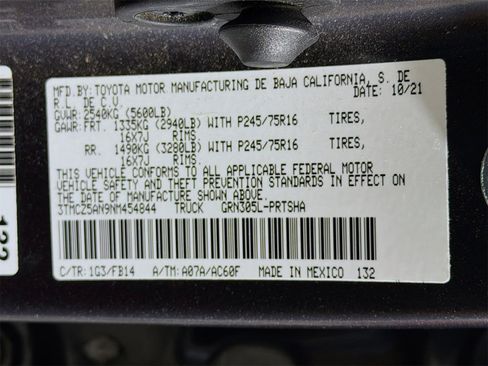 MFD.BY:TOYOTA MOTOR MANUFACTURING DE BAJA CALIFORNIA, S. DE
R.L. DE C.V. DATE: 10/21
GVWR:2540KG (5600LB)
GAWR:FRT. 1335KG (2940LB) WITH P245/75R16 TIRES,
16X7J RIMS
RR. 1490KG (3280LB) WITH P245/75R16 TIRES,
16X7J RIMS
THIS VEHICLE CONFORMS TO ALL APPLICABLE FEDERAL MOTOR
VEHICLE SAFETY AND THEFT PREVENTION STANDARDS IN EFFECT ON
THE DATE OF MANUFACTURE SHOWN ABOVE.
3TMCZ5AN9NM454844 TRUCK GRN305L-PRTSHA
C/TR:1G3/FB14 A/TM:A07A/AC60F MADE IN MEXICO 132